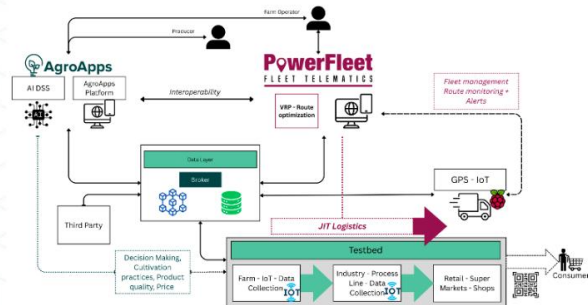 Farm Operator
Producer
AgroApps
AI DSS
AgroApps
Platform
AI
Interoperability
PowerFleet
FLEET TELEMATICS
VRP - Route
optimization
Fleet management
Route monitoring +
Alerts
Data Layer
Broker
GPS - IoT
Third Party
JIT Logistics
Decision Making,
Cultivation
practices, Product
quality, Price
Testbed
Farm - IoT - Data
Collection
IOT
Industry - Process
Line - Data
Collection
IOT
Retail - Super
Markets - Shops
Consumer